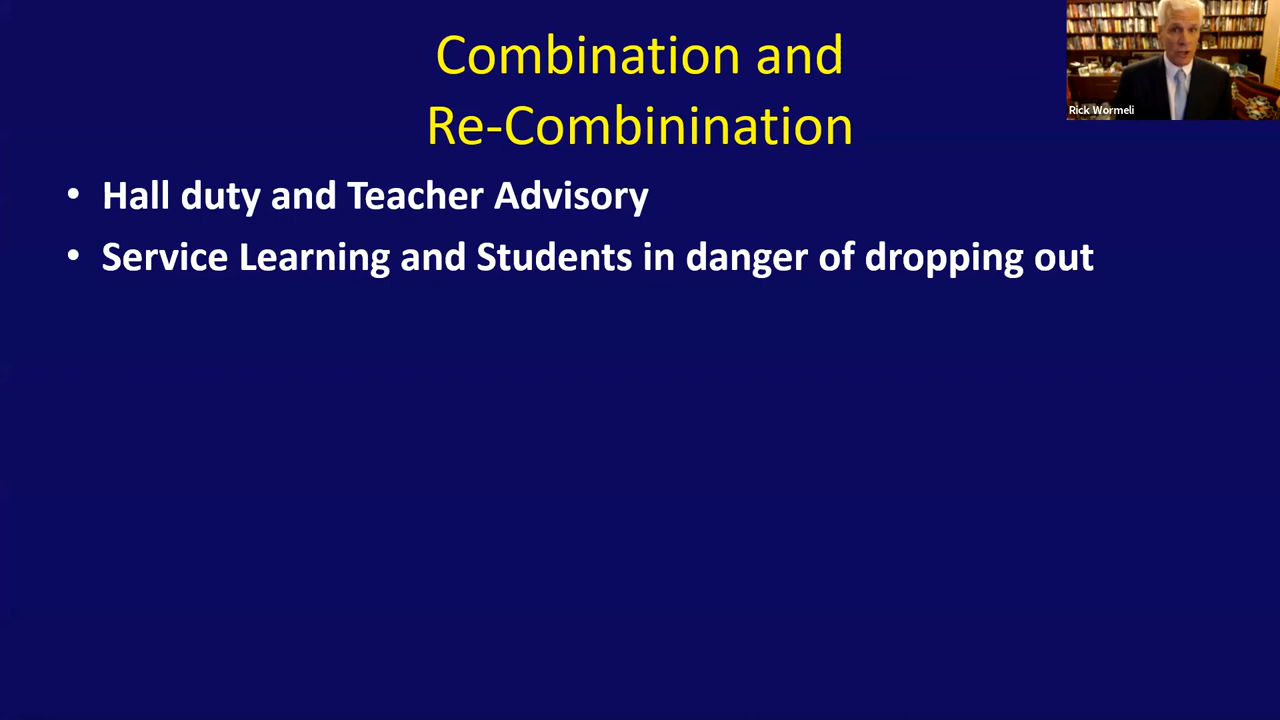 Combination and
Re-Combinination
• Hall duty and Teacher Advisory
• Service Learning and Students in danger of dropping out
Rick Wormeli